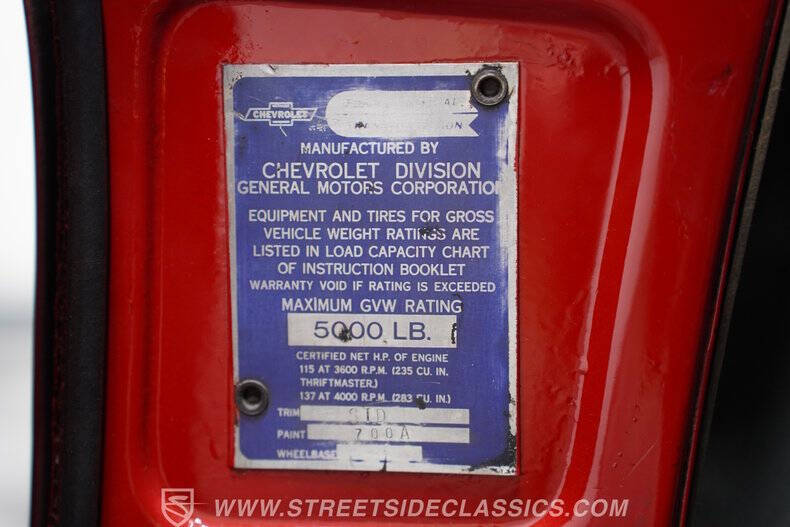 CHEVROLET
MANUFACTURED BY
CHEVROLET DIVISION
GENERAL MOTORS CORPORATION
EQUIPMENT AND TIRES FOR GROSS
VEHICLE WEIGHT RATINGS ARE
LISTED IN LOAD CAPACITY CHART
OF INSTRUCTION BOOKLET
WARRANTY VOID IF RATING IS EXCEEDED
MAXIMUM GVW RATING
5000 LB.
CERTIFIED NET H.P. OF ENGINE
115 AT 3600 R.P.M. (235 CU. IN.
THRIFTMASTER)
137 AT 4000 R.P.M. (283 CU. IN.)
TRIM STD
PAINT 700A
WHEELBASE
WWW.STREETSIDECLASSICS.COM